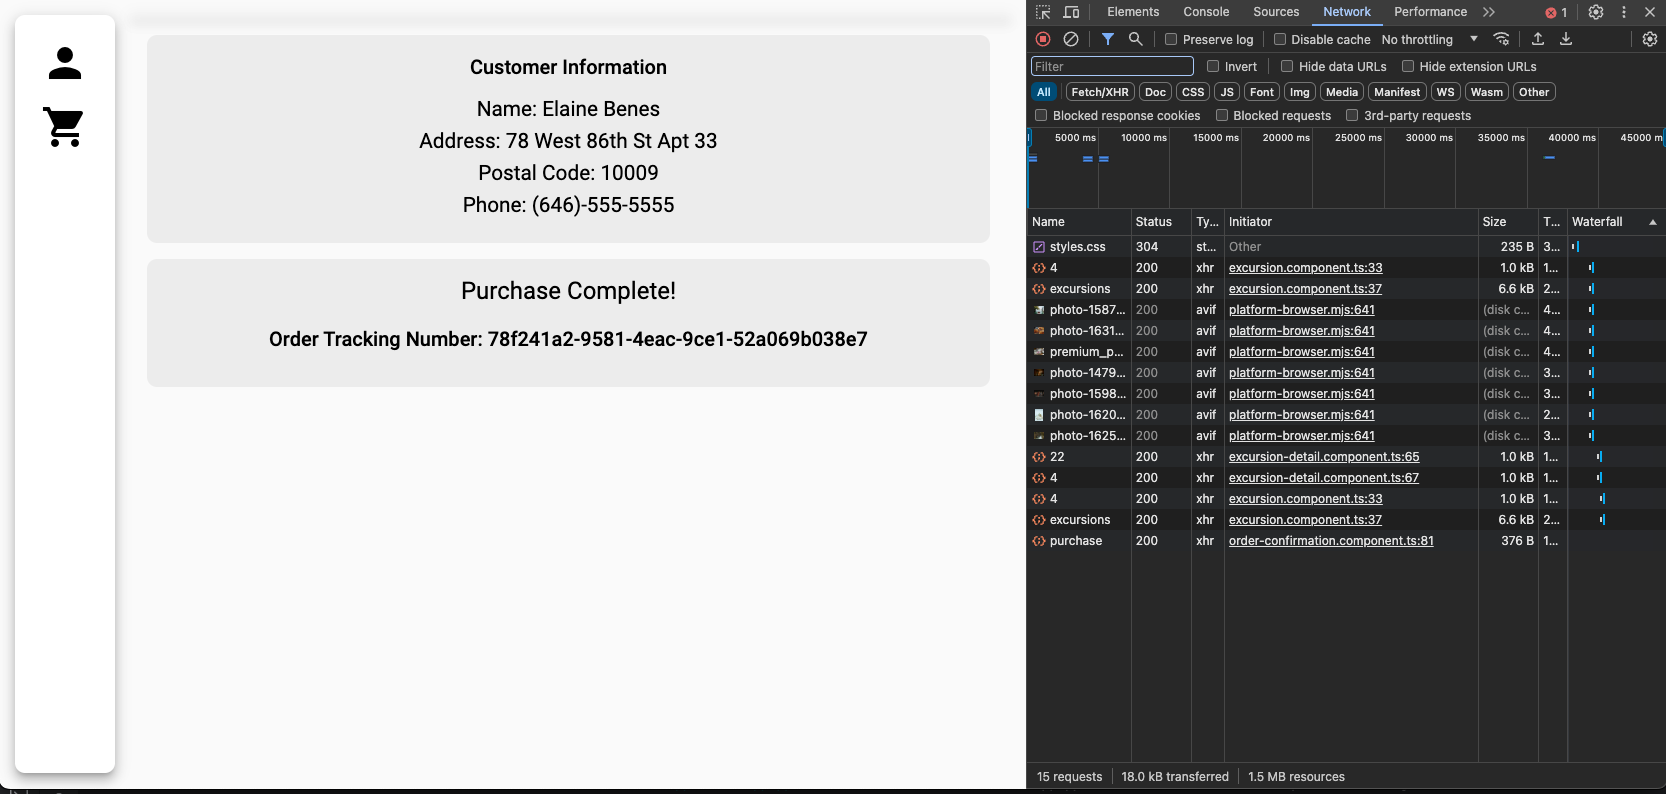 Customer Information
Name: Elaine Benes
Address: 78 West 86th St Apt 33
Postal Code: 10009
Phone: (646)-555-5555
Purchase Complete!
Order Tracking Number: 78f241a2-9581-4eac-9ce1-52a069b038e7
Elements Console Sources Network Performance 1
Preserve log Disable cache No throttling
Filter Invert Hide data URLs Hide extension URLs
All Fetch/XHR Doc CSS JS Font Img Media Manifest WS Wasm Other
Blocked response cookies Blocked requests 3rd-party requests
5000 ms 10000 ms 15000 ms 20000 ms 25000 ms 30000 ms 35000 ms 40000 ms 45000 m
Name Status Ty... Initiator Size T... Waterfall
styles.css 304 st... Other 235 B 3...
4 200 xhr excursion.component.ts:33 1.0 kB 1...
excursions 200 xhr excursion.component.ts:37 6.6 kB 2...
photo-1587... 200 avif platform-browser.mjs:641 (disk c... 4...
photo-1631... 200 avif platform-browser.mjs:641 (disk c... 4...
premium_p... 200 avif platform-browser.mjs:641 (disk c... 4...
photo-1479... 200 avif platform-browser.mjs:641 (disk c... 3...
photo-1598... 200 avif platform-browser.mjs:641 (disk c... 3...
photo-1620... 200 avif platform-browser.mjs:641 (disk c... 2...
photo-1625... 200 avif platform-browser.mjs:641 (disk c... 3...
22 200 xhr excursion-detail.component.ts:65 1.0 kB 1...
4 200 xhr excursion-detail.component.ts:67 1.0 kB 1...
4 200 xhr excursion.component.ts:33 1.0 kB 1...
excursions 200 xhr excursion.component.ts:37 6.6 kB 2...
purchase 200 xhr order-confirmation.component.ts:81 376 B 1...
15 requests 18.0 kB transferred 1.5 MB resources